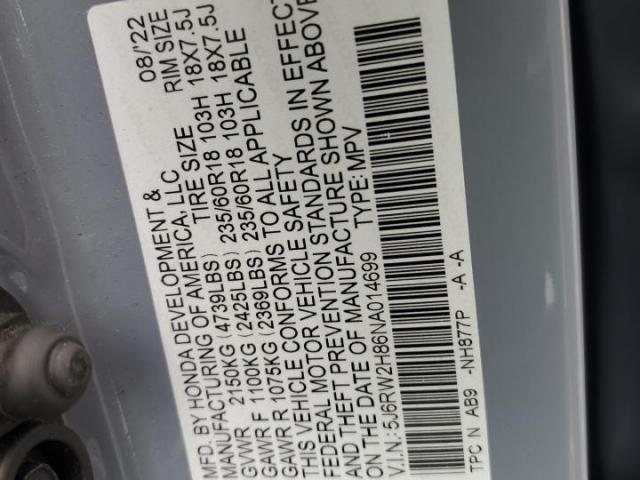 MFD. BY HONDA DEVELOPMENT & 08/'22
MANUFACTURING OF AMERICA, LLC TIRE SIZE RIM SIZE
GVWR 2150KG (4739LBS) 235/60R18 103H 18X7.5J
GAWR F 1100KG (2425LBS) 235/60R18 103H 18X7.5J
GAWR R 1075KG (2369LBS)
THIS VEHICLE CONFORMS TO ALL APPLICABLE
FEDERAL MOTOR VEHICLE SAFETY
AND THEFT PREVENTION STANDARDS IN EFFECT
ON THE DATE OF MANUFACTURE SHOWN ABOVE
V.I.N.:5J6RW2H86NA014699 TYPE:MPV
TPC N AB9 -NH877P -A -A